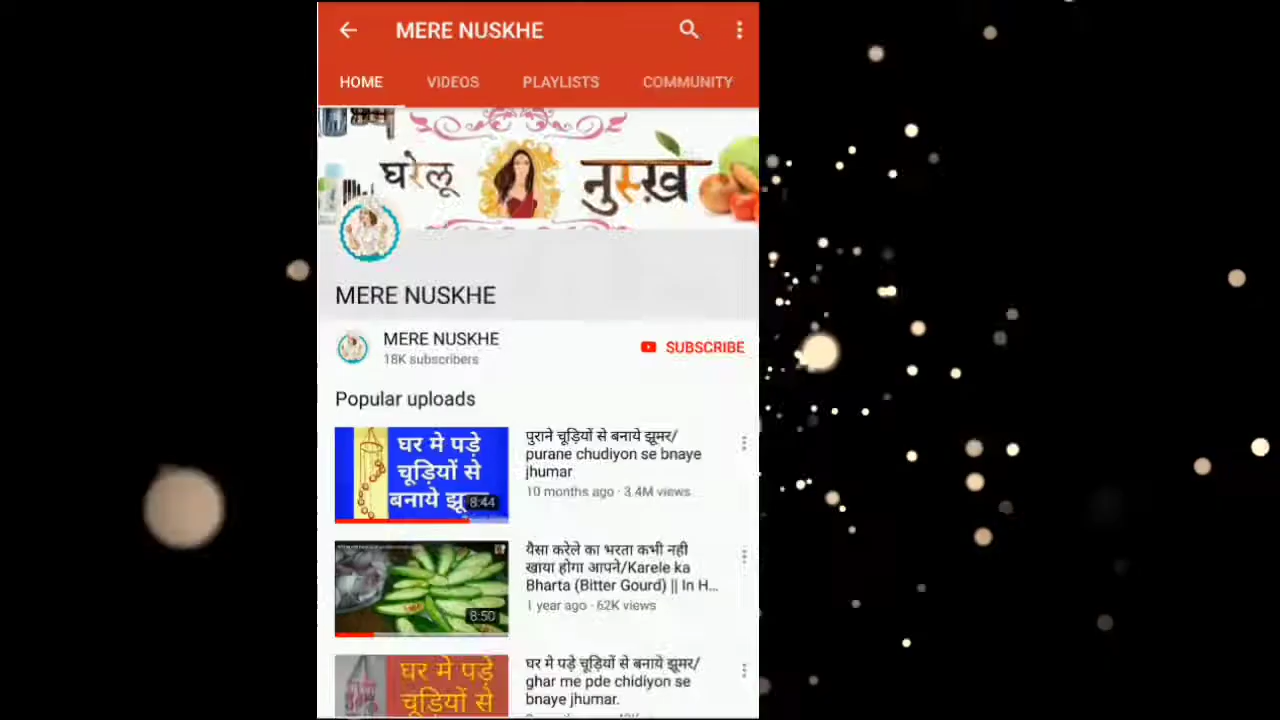 MERE NUSKHE
HOME VIDEOS PLAYLISTS COMMUNITY
घरेलू नुस्ख़े
MERE NUSKHE
MERE NUSKHE
18K subscribers
SUBSCRIBE
Popular uploads
घर मे पड़े
चूड़ियों से
बनाये झू
8:44
पुराने चूड़ियों से बनाये झूमर/
purane chudiyon se bnaye
jhumar
10 months ago · 3.4M views
8:50
यैसा करेले का भरता कभी नही
खाया होगा आपने/Karele ka
Bharta (Bitter Gourd) || In H...
1 year ago · 62K views
घर मे पड़े
चूड़ियों से
घर मे पड़े चूड़ियों से बनाये झूमर/
ghar me pde chidiyon se
bnaye jhumar.